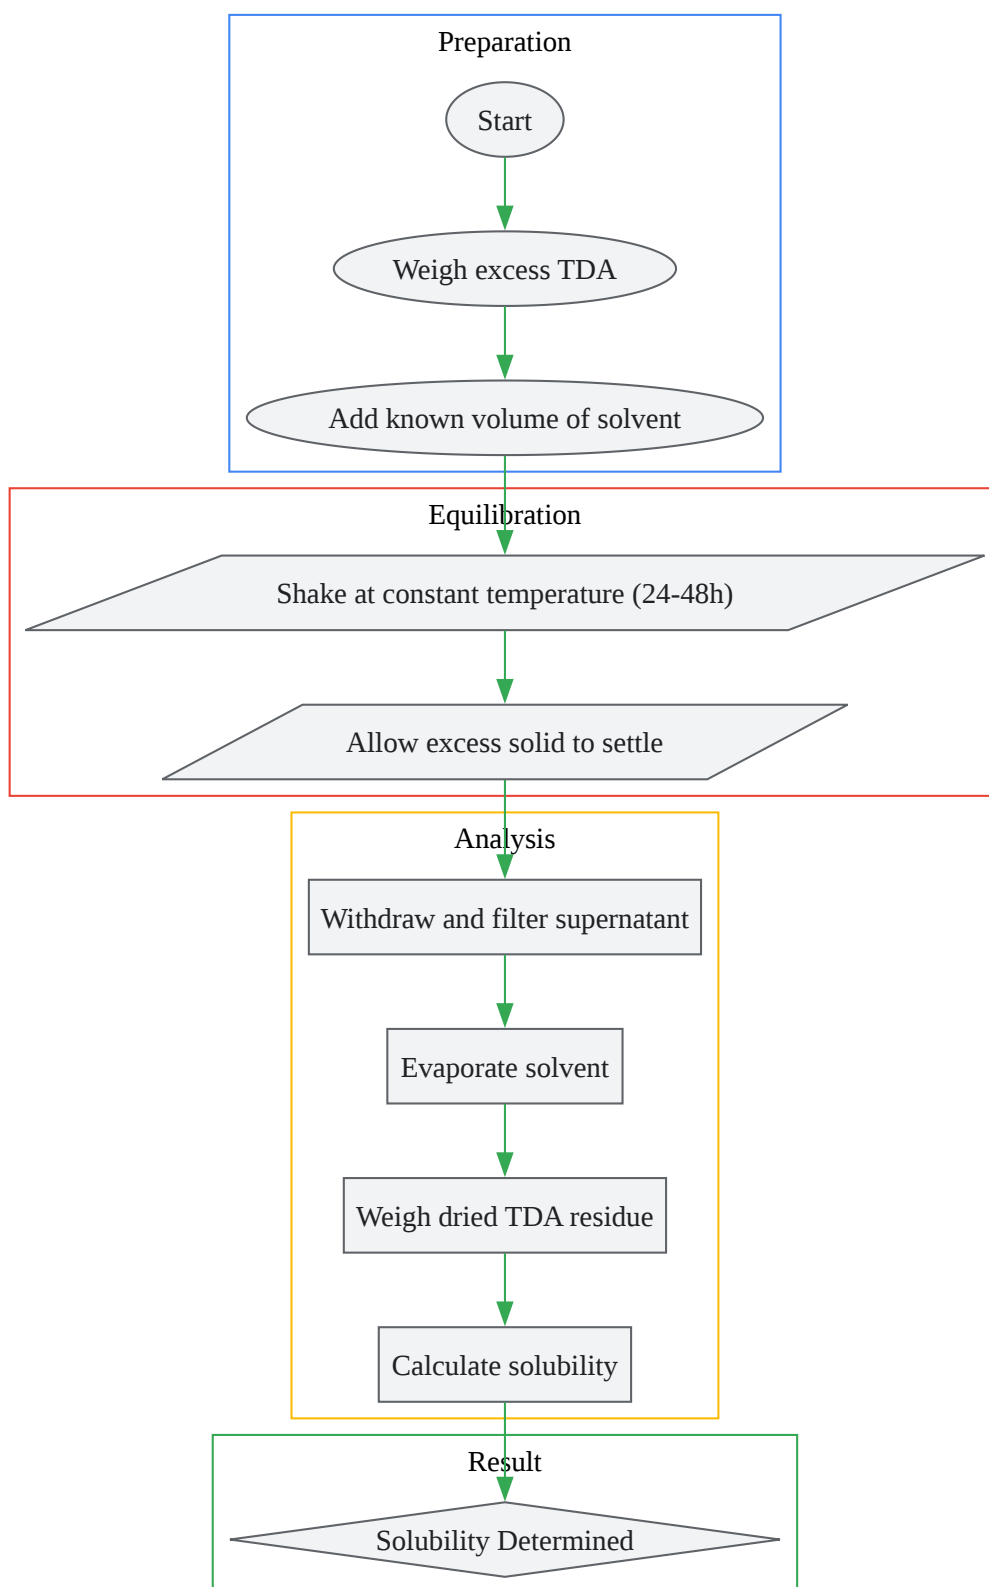 Preparation
Start
Weigh excess TDA
Add known volume of solvent
Equilibration
Shake at constant temperature (24-48h)
Allow excess solid to settle
Analysis
Withdraw and filter supernatant
Evaporate solvent
Weigh dried TDA residue
Calculate solubility
Result
Solubility Determined